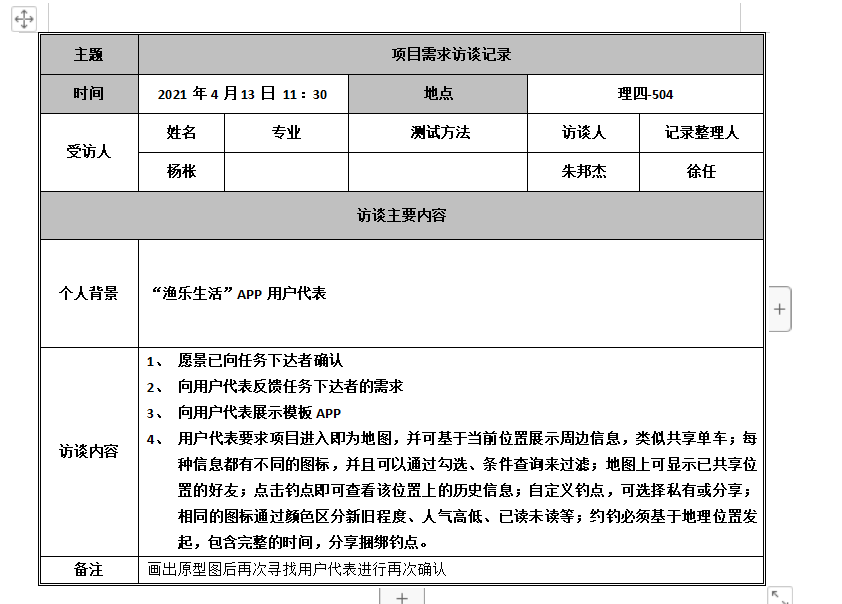 主题 项目需求访谈记录
时间 2021 年 4 月 13 日 11：30 地点 理四-504
受访人 姓名 专业 测试方法 访谈人 记录整理人
杨枨 朱邦杰 徐任
访谈主要内容
个人背景 “渔乐生活”APP 用户代表
访谈内容
1、 愿景已向任务下达者确认
2、 向用户代表反馈任务下达者的需求
3、 向用户代表展示模板 APP
4、 用户代表要求项目进入即为地图，并可基于当前位置展示周边信息，类似共享单车；每
种信息都有不同的图标，并且可以通过勾选、条件查询来过滤；地图上可显示已共享位
置的好友；点击钓点即可查看该位置上的历史信息；自定义钓点，可选择私有或分享；
相同的图标通过颜色区分新旧程度、人气高低、已读未读等；约钓必须基于地理位置发
起，包含完整的时间，分享捆绑钓点。
备注 画出原型图后再次寻找用户代表进行再次确认